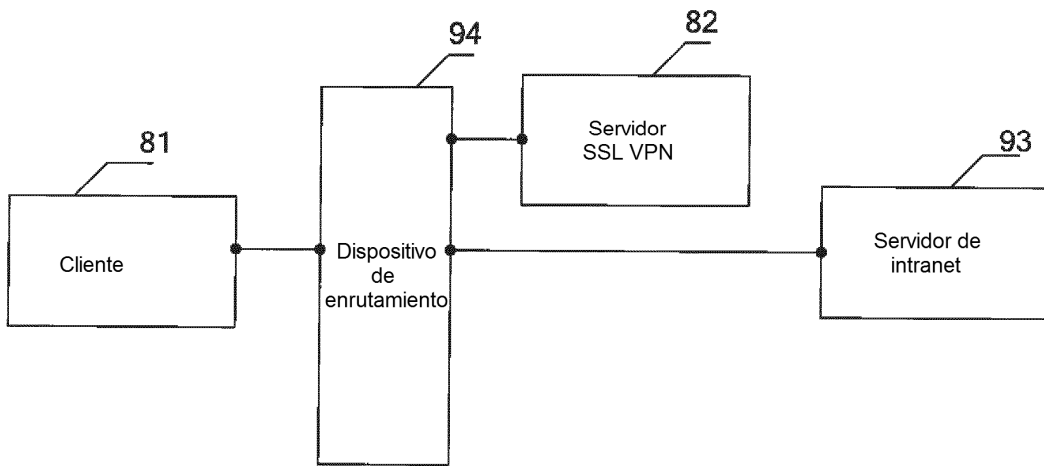 94
82
81
Servidor
SSL VPN
93
Cliente
Dispositivo
de
enrutamiento
Servidor de
intranet